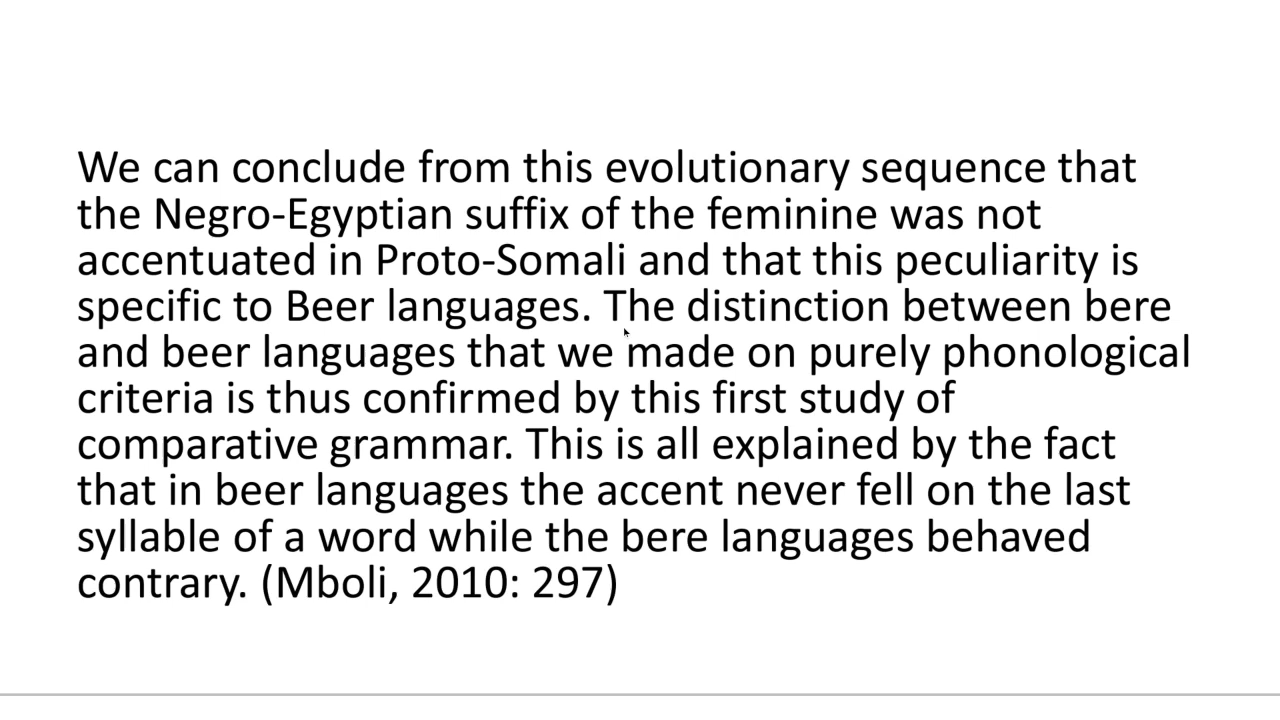 We can conclude from this evolutionary sequence that
the Negro-Egyptian suffix of the feminine was not
accentuated in Proto-Somali and that this peculiarity is
specific to Beer languages. The distinction between bere
and beer languages that we made on purely phonological
criteria is thus confirmed by this first study of
comparative grammar. This is all explained by the fact
that in beer languages the accent never fell on the last
syllable of a word while the bere languages behaved
contrary. (Mboli, 2010: 297)